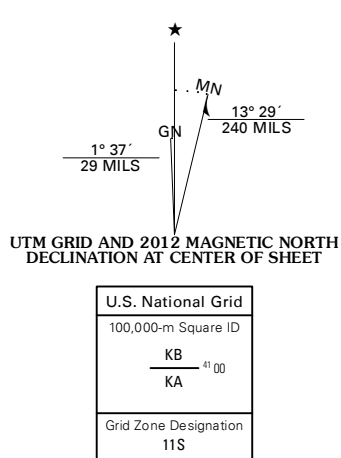 ★
MN
GN
13° 29´
240 MILS
1° 37´
29 MILS
UTM GRID AND 2012 MAGNETIC NORTH
DECLINATION AT CENTER OF SHEET
U.S. National Grid
100,000-m Square ID
KB
41 00
KA
Grid Zone Designation
11S